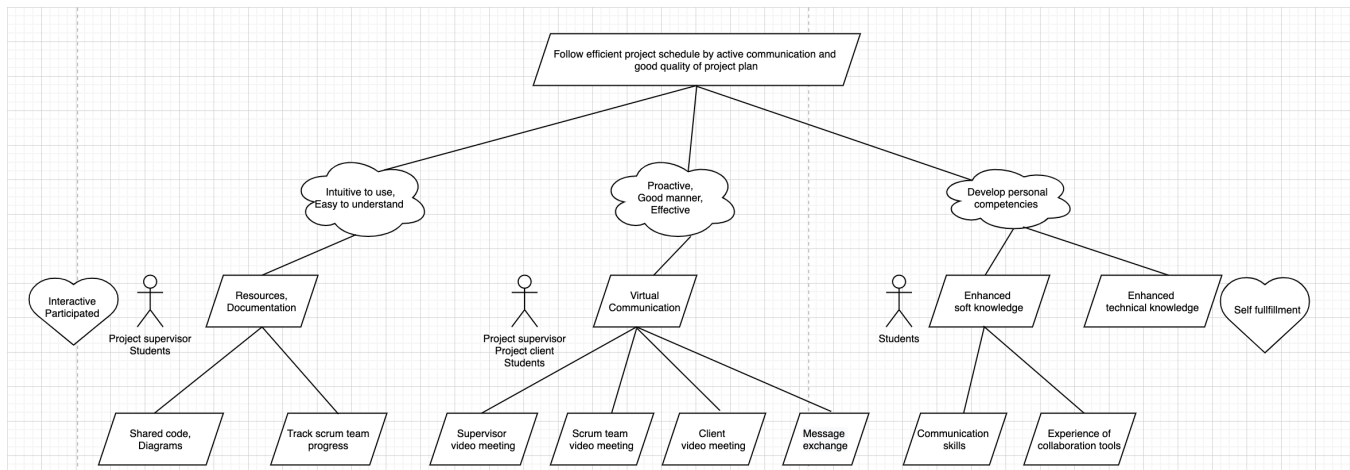 Follow efficient project schedule by active communication and
good quality of project plan
Intuitive to use,
Easy to understand
Proactive,
Good manner,
Effective
Develop personal
competencies
Interactive
Participated
Project supervisor
Students
Resources,
Documentation
Project supervisor
Project client
Students
Virtual
Communication
Students
Enhanced
soft knowledge
Enhanced
technical knowledge
Self fullfillment
Shared code,
Diagrams
Track scrum team
progress
Supervisor
video meeting
Scrum team
video meeting
Client
video meeting
Message
exchange
Communication
skills
Experience of
collaboration tools